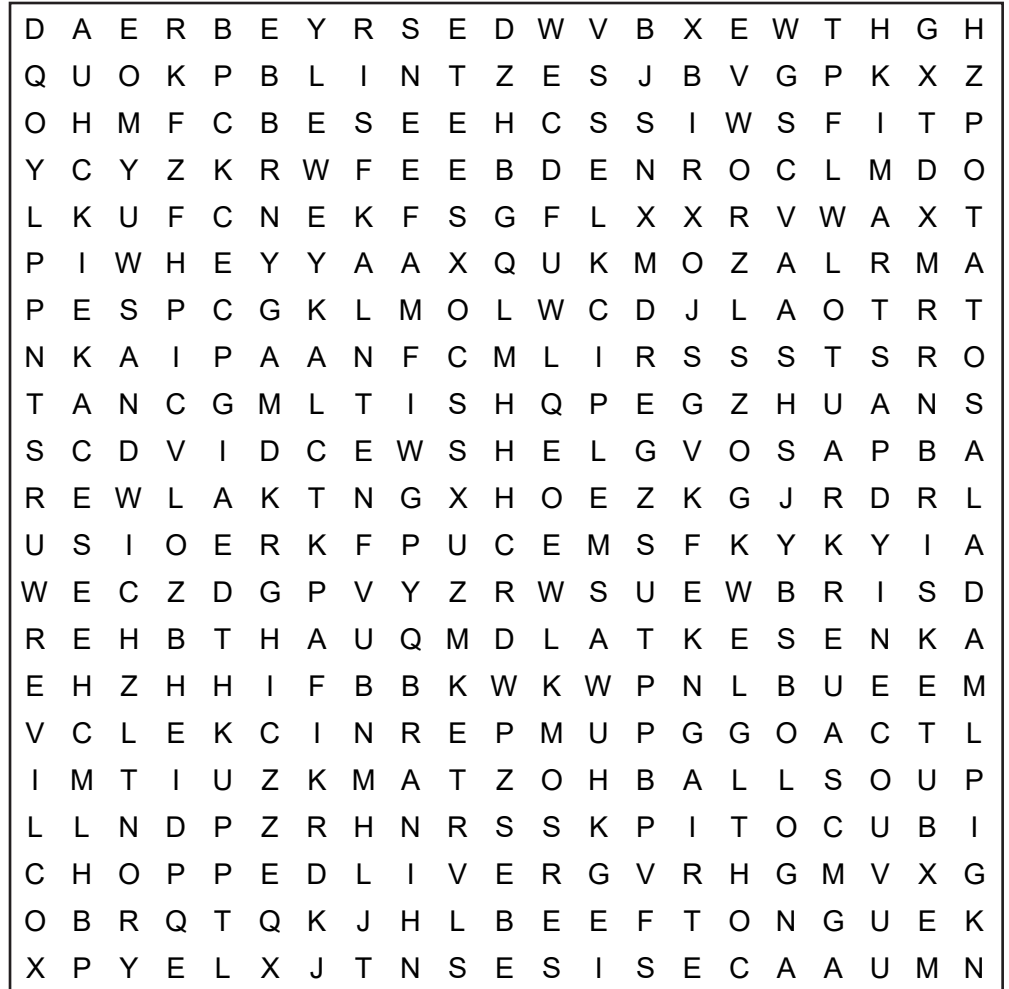 D A E R B E Y R S E D W V B X E W T H G H
Q U O K P B L I N T Z E S J B V G P K X Z
O H M F C B E S E E H C S S I W S F I T P
Y C Y Z K R W F E E B D E N R O C L M D O
L K U F C N E K F S G F L X X R V W A X T
P I W H E Y Y A A X Q U K M O Z A L R M A
P E S P C G K L M O L W C D J L A O T R T
N K A I P A A N F C M L I R S S S T S R O
T A N C G M L T I S H Q P E G Z H U A N S
S C D V I D C E W S H E L G V O S A P B A
R E W L A K T N G X H O E Z K G J R D R L
U S I O E R K F P U C E M S F K Y K Y I A
W E C Z D G P V Y Z R W S U E W B R I S D
R E H B T H A U Q M D L A T K E S E N K A
E H Z H H I F B B K W K W P N L B U E E M
V C L E K C I N R E P M U P G G O A C T L
I M T I U Z K M A T Z O H B A L L S O U P
L L N D P Z R H N R S S K P I T O C U B I
C H O P P E D L I V E R G V R H G M V X G
O B R Q T Q K J H L B E E F T O N G U E K
X P Y E L X J T N S E S I S E C A A U M N